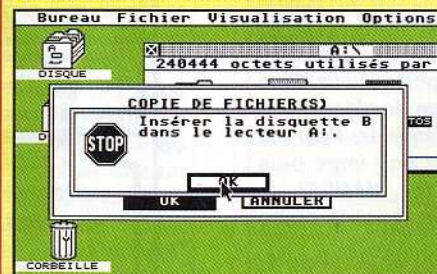 Bureau Fichier Visualisation Options
A:\
240444 octets utilisés par
A
B
DISQUE
COPIE DE FICHIER(S)
Insérer la disquette B
dans le lecteur A:.
STOP
OK
OK
ANNULER
D
TOS
CORBEILLE